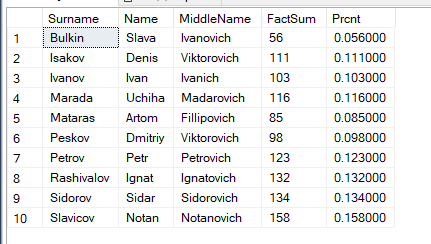 Surname Name MiddleName FactSum Prcnt
1 Bulkin Slava Ivanovich 56 0.056000
2 Isakov Denis Viktorovich 111 0.111000
3 Ivanov Ivan Ivanich 103 0.103000
4 Marada Uchiha Madarovich 116 0.116000
5 Mataras Artom Fillipovich 85 0.085000
6 Peskov Dmitriy Viktorovich 98 0.098000
7 Petrov Petr Petrovich 123 0.123000
8 Rashivalov Ignat Ignatovich 132 0.132000
9 Sidorov Sidar Sidorovich 134 0.134000
10 Slavicov Notan Notanovich 158 0.158000